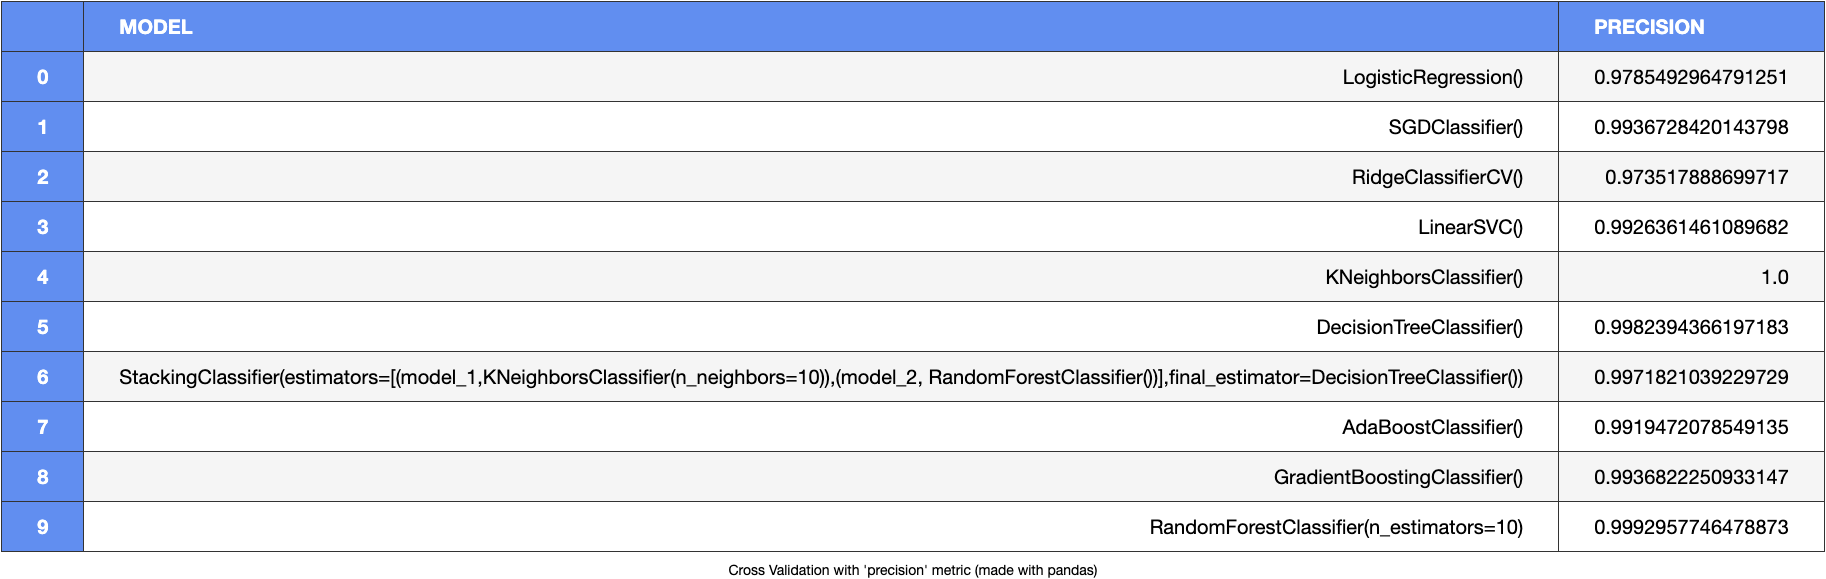 MODEL PRECISION
0 LogisticRegression() 0.9785492964791251
1 SGDClassifier() 0.9936728420143798
2 RidgeClassifierCV() 0.973517888699717
3 LinearSVC() 0.9926361461089682
4 KNeighborsClassifier() 1.0
5 DecisionTreeClassifier() 0.9982394366197183
6 StackingClassifier(estimators=[(model_1,KNeighborsClassifier(n_neighbors=10)),(model_2, RandomForestClassifier())],final_estimator=DecisionTreeClassifier()) 0.9971821039229729
7 AdaBoostClassifier() 0.9919472078549135
8 GradientBoostingClassifier() 0.9936822250933147
9 RandomForestClassifier(n_estimators=10) 0.9992957746478873
Cross Validation with 'precision' metric (made with pandas)